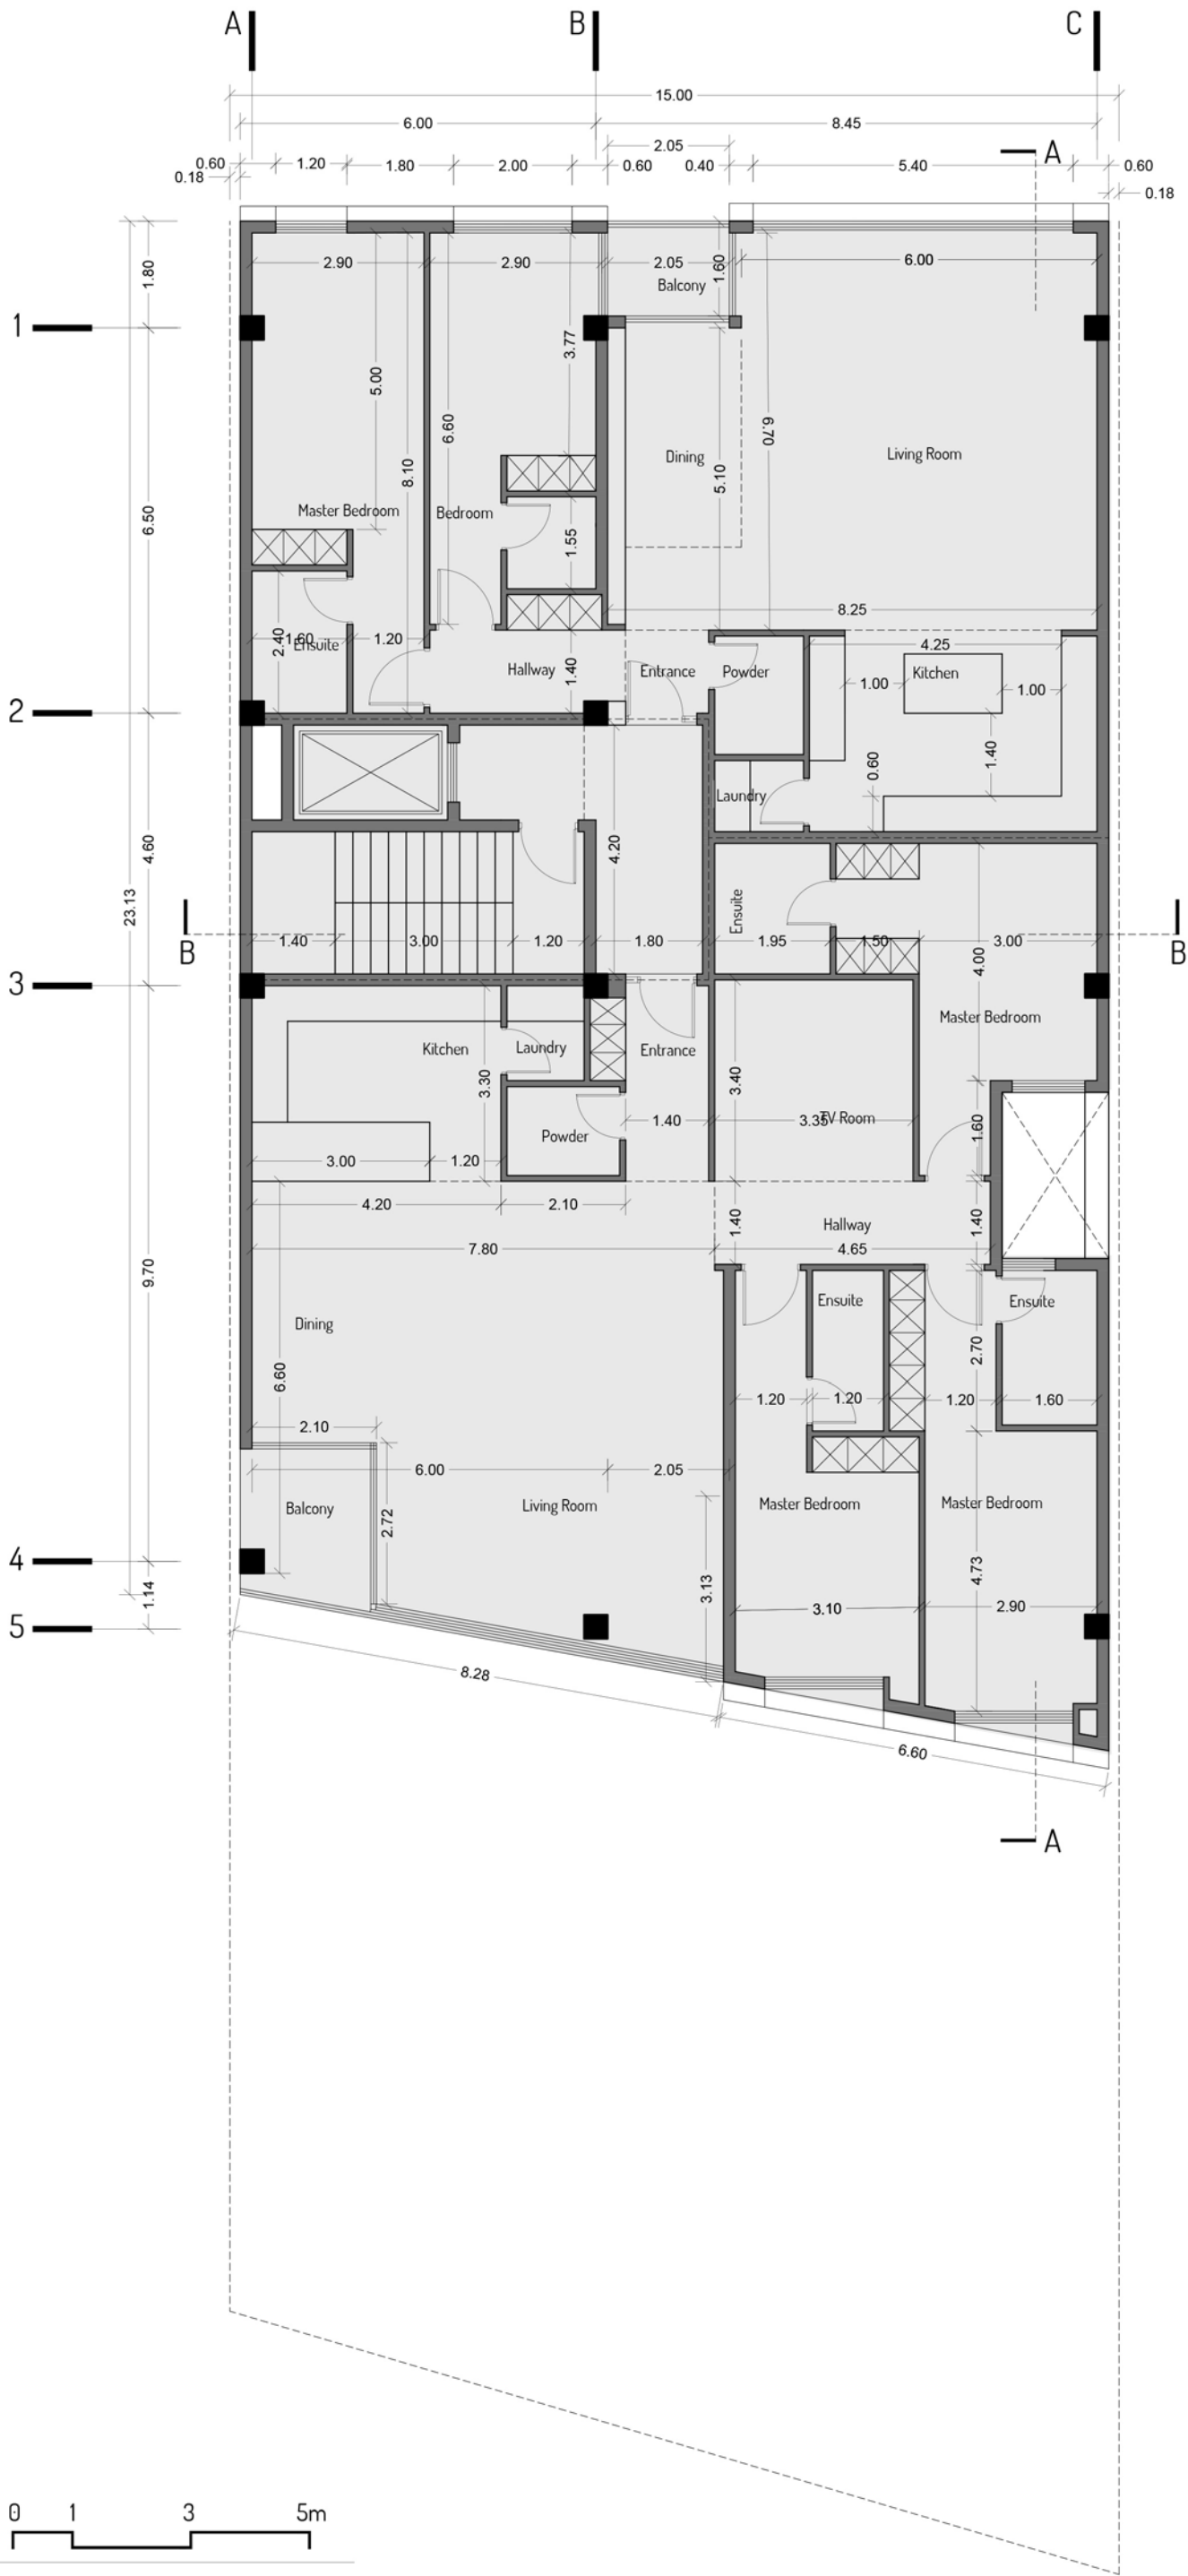 A B C
15.00
6.00 8.45
2.05
0.60 1.20 1.80 2.00 0.60 0.40 5.40 0.60
A
0.18 0.18
2.90 2.90 2.05 1.60 6.00
1.80
Balcony
1
3.77
5.00
6.60
6.70
8.10
5.10
Dining
Living Room
23.13
6.50
Master Bedroom
Bedroom
1.55
8.25
2.40
1.60
1.20
Ensuite
4.25
Hallway
1.40
Entrance
Powder
Kitchen
1.00
1.00
2
1.40
0.60
Laundry
4.60
4.20
Ensuite
1.40 3.00 1.20 1.80 1.95 1.50 3.00
B B
4.00
3
Master Bedroom
Kitchen
Laundry
Entrance
3.30
3.40
1.40
3.35
TV Room
1.60
Powder
3.00
1.20
4.20
2.10
1.40
Hallway
1.40
7.80
4.65
9.70
Ensuite
Ensuite
Dining
2.70
6.60
1.20 1.20 1.20 1.60
2.10
6.00
2.05
Balcony
Living Room
Master Bedroom
Master Bedroom
2.72
4
4.73
1.14
3.13
3.10
2.90
5
8.28
6.60
A
0 1 3 5m